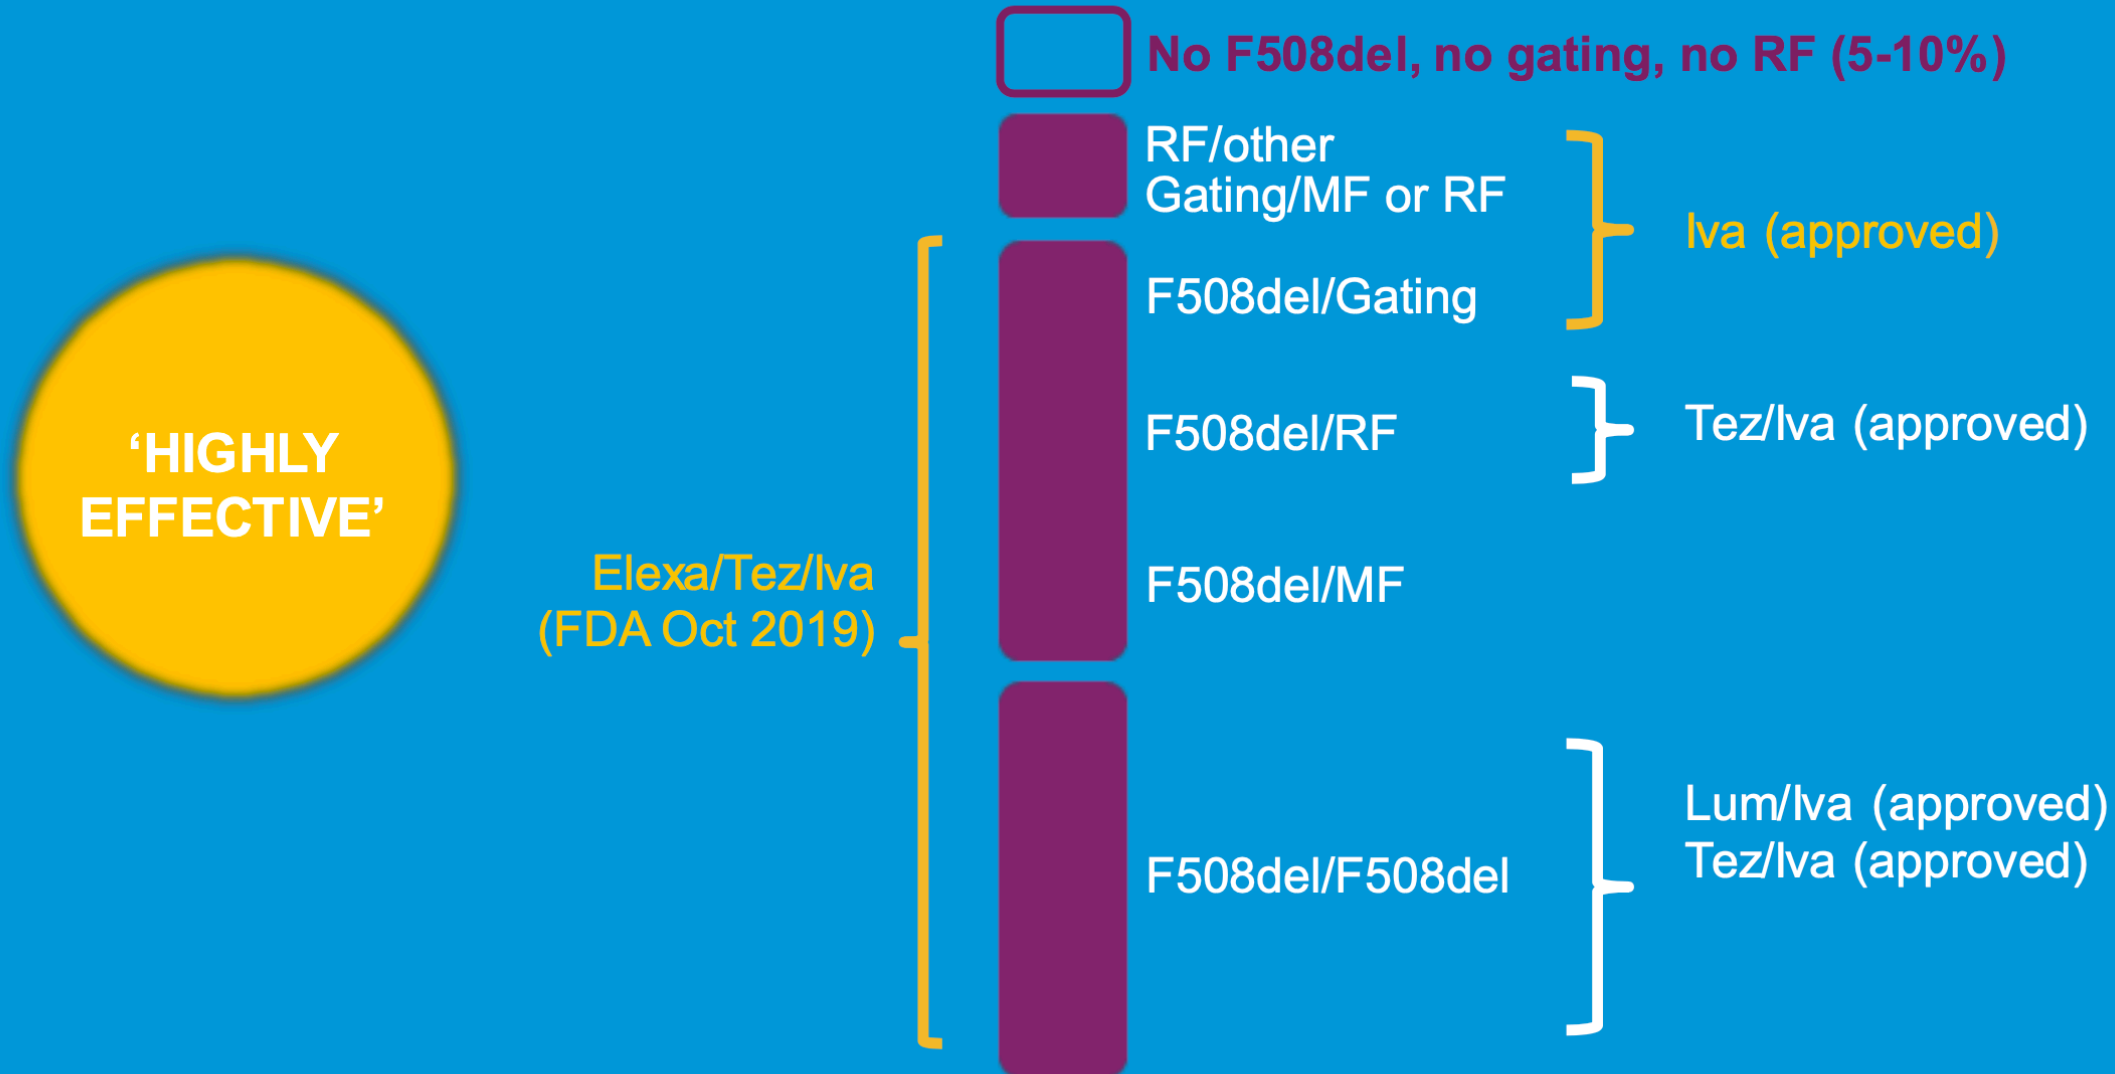 No F508del, no gating, no RF (5-10%)
RF/other
Gating/MF or RF
Iva (approved)
F508del/Gating
F508del/RF
Tez/Iva (approved)
‘HIGHLY
EFFECTIVE’
Elexa/Tez/Iva
(FDA Oct 2019)
F508del/MF
F508del/F508del
Lum/Iva (approved)
Tez/Iva (approved)